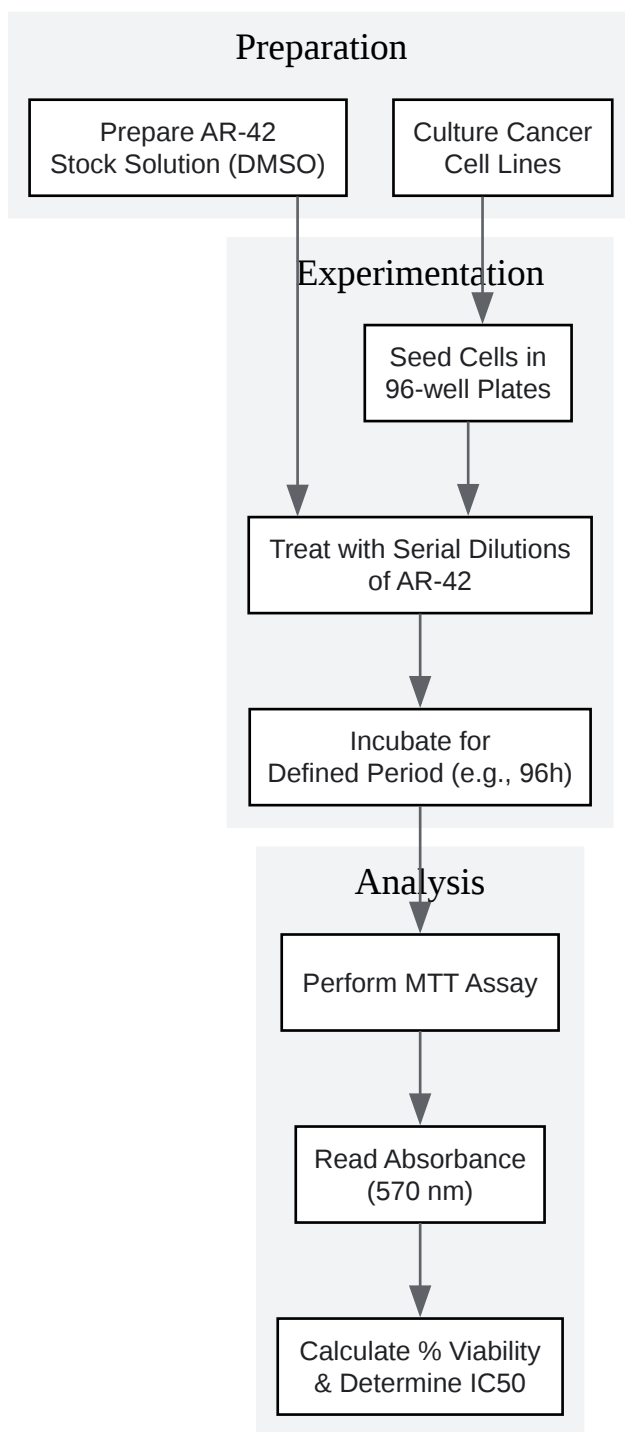 Preparation
Prepare AR-42
Stock Solution (DMSO)
Culture Cancer
Cell Lines
Experimentation
Seed Cells in
96-well Plates
Treat with Serial Dilutions
of AR-42
Incubate for
Defined Period (e.g., 96h)
Analysis
Perform MTT Assay
Read Absorbance
(570 nm)
Calculate % Viability
& Determine IC50